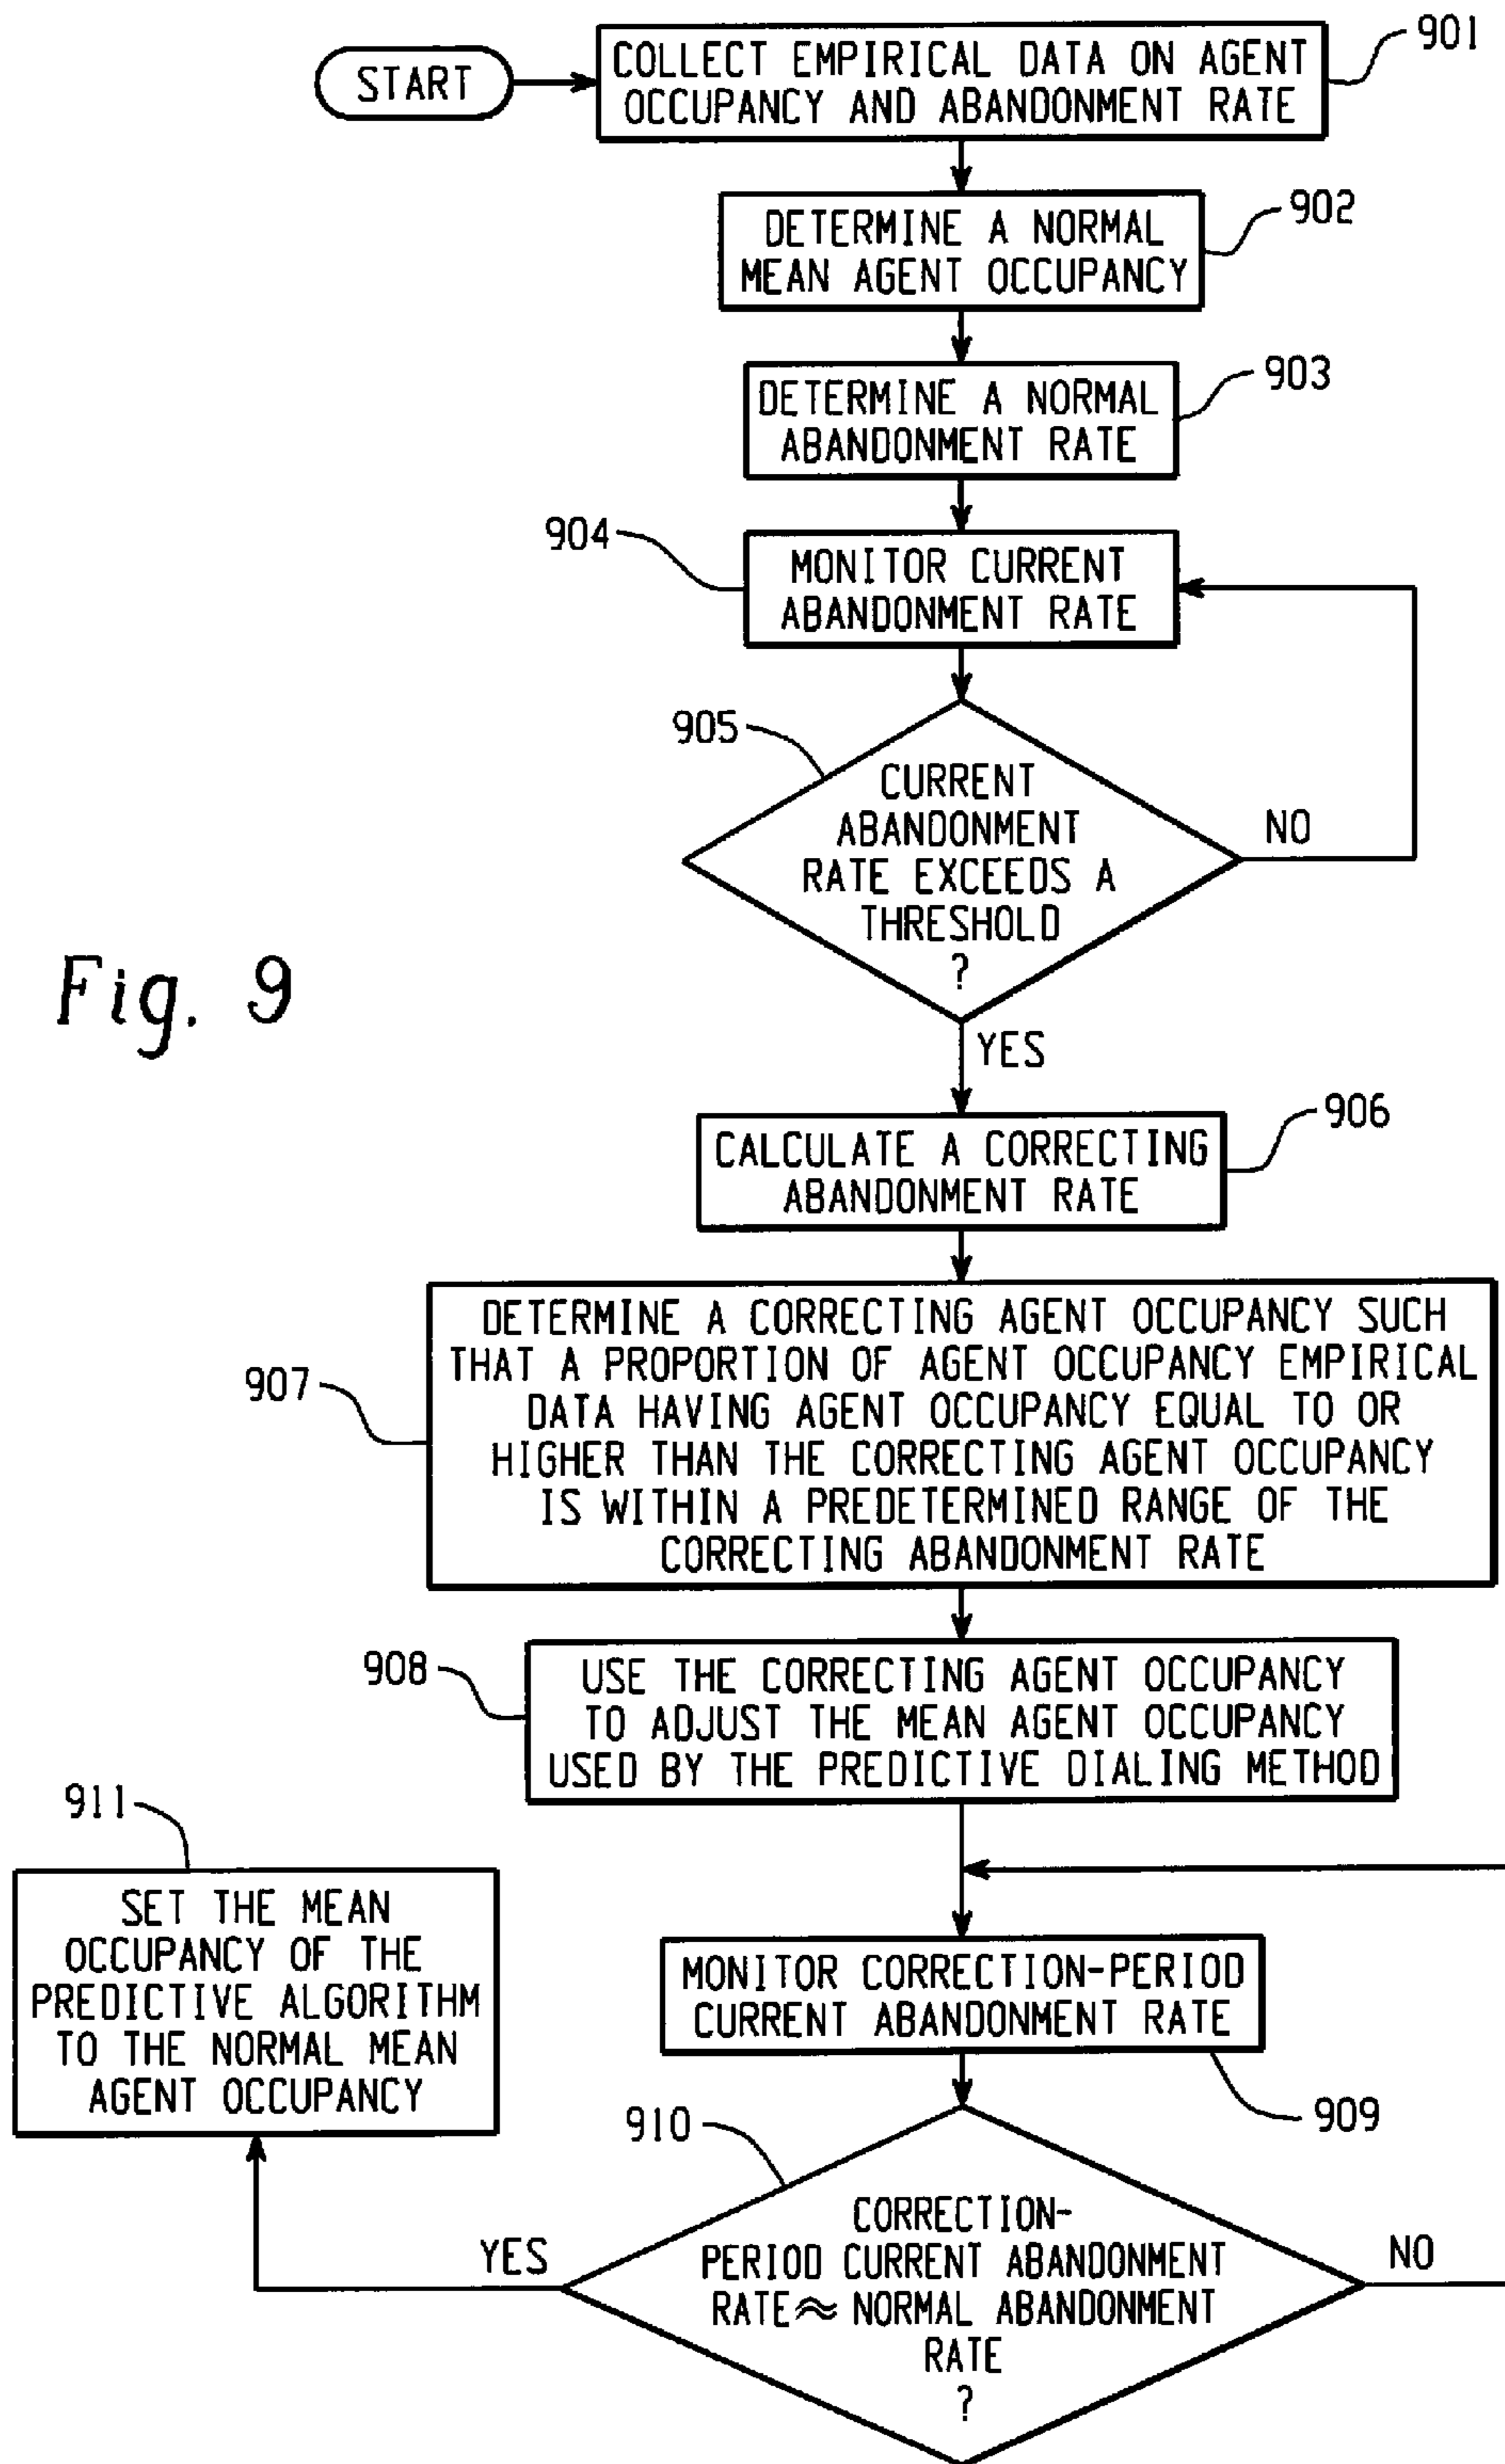 START
COLLECT EMPIRICAL DATA ON AGENT
OCCUPANCY AND ABANDONMENT RATE
901
DETERMINE A NORMAL
MEAN AGENT OCCUPANCY
902
DETERMINE A NORMAL
ABANDONMENT RATE
903
904
MONITOR CURRENT
ABANDONMENT RATE
905
CURRENT
ABANDONMENT
RATE EXCEEDS A
THRESHOLD
?
NO
Fig. 9
YES
CALCULATE A CORRECTING
ABANDONMENT RATE
906
907
DETERMINE A CORRECTING AGENT OCCUPANCY SUCH
THAT A PROPORTION OF AGENT OCCUPANCY EMPIRICAL
DATA HAVING AGENT OCCUPANCY EQUAL TO OR
HIGHER THAN THE CORRECTING AGENT OCCUPANCY
IS WITHIN A PREDETERMINED RANGE OF THE
CORRECTING ABANDONMENT RATE
908
USE THE CORRECTING AGENT OCCUPANCY
TO ADJUST THE MEAN AGENT OCCUPANCY
USED BY THE PREDICTIVE DIALING METHOD
911
SET THE MEAN
OCCUPANCY OF THE
PREDICTIVE ALGORITHM
TO THE NORMAL MEAN
AGENT OCCUPANCY
MONITOR CORRECTION-PERIOD
CURRENT ABANDONMENT RATE
909
910
CORRECTION-
PERIOD CURRENT ABANDONMENT
RATE≈ NORMAL ABANDONMENT
RATE
?
YES
NO